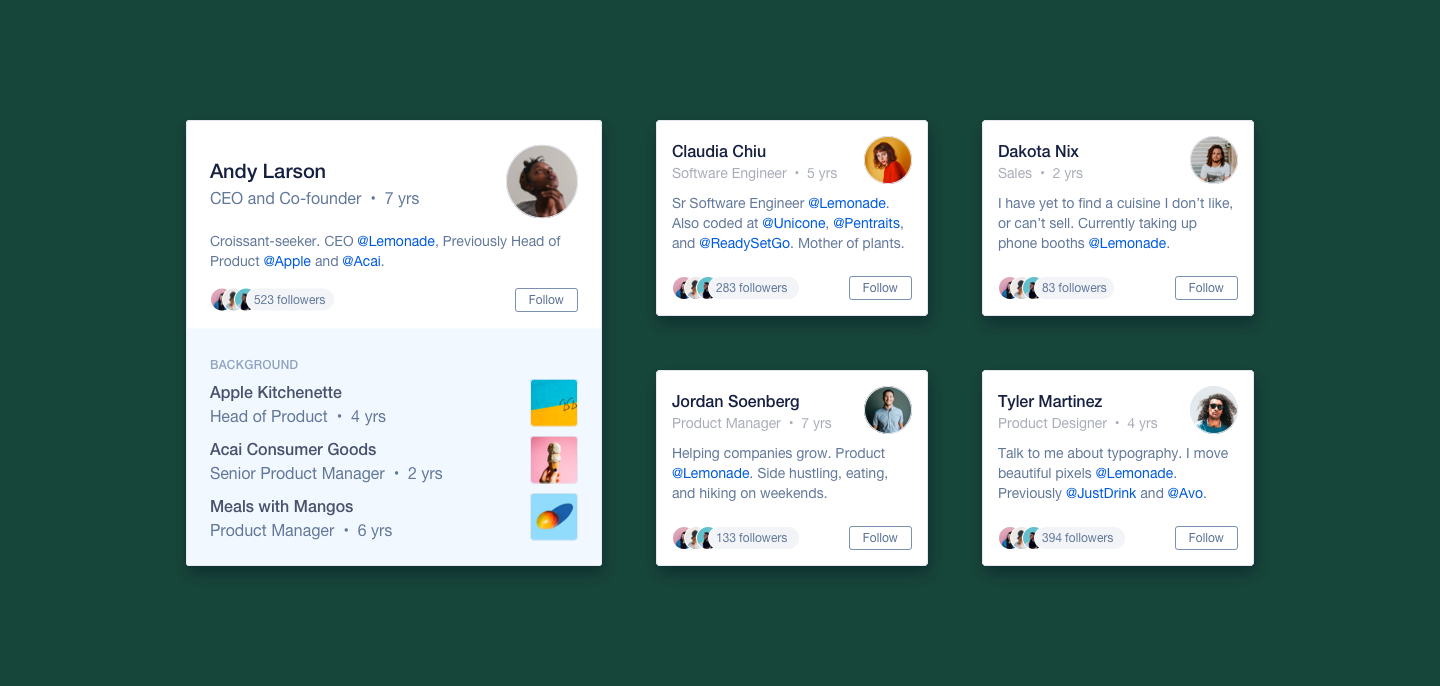 Andy Larson
CEO and Co-founder • 7 yrs
Croissant-seeker. CEO @Lemonade, Previously Head of
Product @Apple and @Acai.
523 followers
Follow
BACKGROUND
Apple Kitchenette
Head of Product • 4 yrs
Acai Consumer Goods
Senior Product Manager • 2 yrs
Meals with Mangos
Product Manager • 6 yrs
Claudia Chiu
Software Engineer • 5 yrs
Sr Software Engineer @Lemonade.
Also coded at @Unicone, @Pentraits,
and @ReadySetGo. Mother of plants.
283 followers
Follow
Dakota Nix
Sales • 2 yrs
I have yet to find a cuisine I don’t like,
or can’t sell. Currently taking up
phone booths @Lemonade.
83 followers
Follow
Jordan Soenberg
Product Manager • 7 yrs
Helping companies grow. Product
@Lemonade. Side hustling, eating,
and hiking on weekends.
133 followers
Follow
Tyler Martinez
Product Designer • 4 yrs
Talk to me about typography. I move
beautiful pixels @Lemonade.
Previously @JustDrink and @Avo.
394 followers
Follow